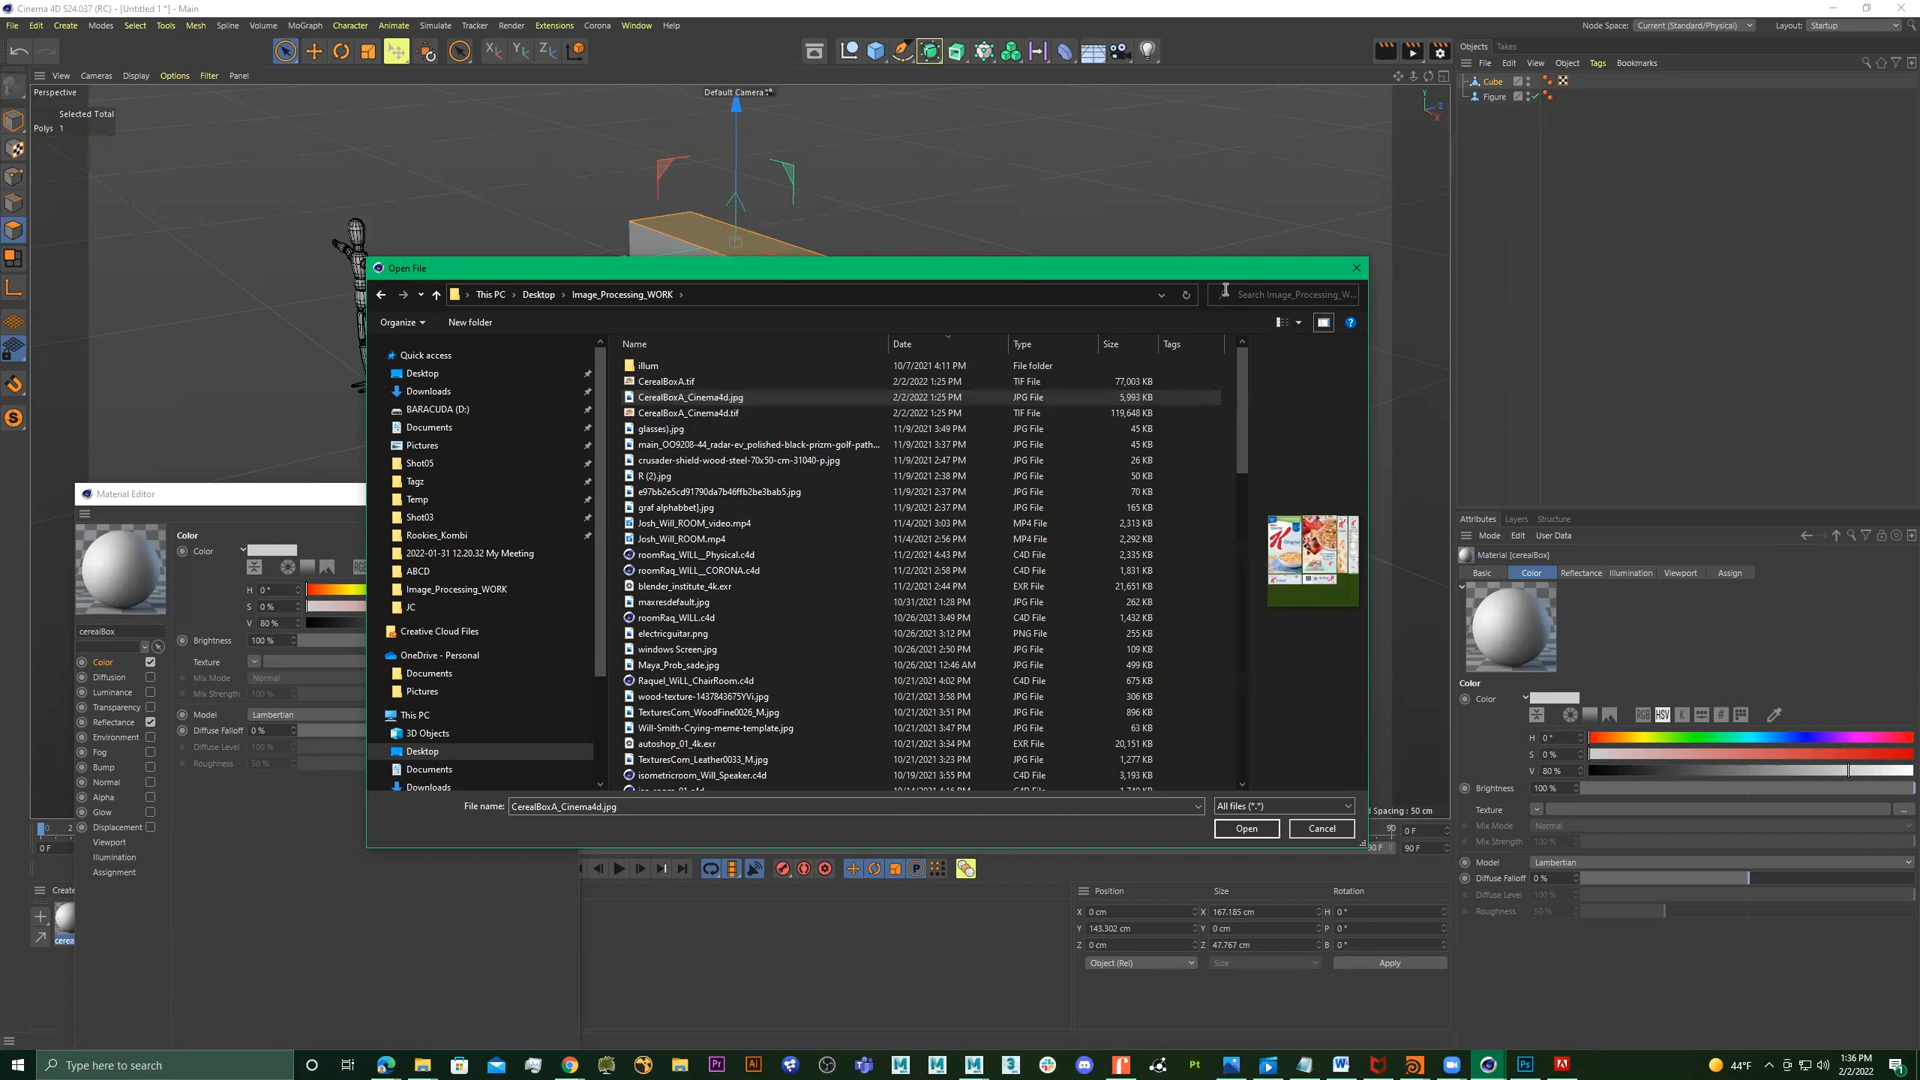 Cinema 4D S24.037 (RC) - [Untitled 1 *] - Main
File Edit Create Modes Select Tools Mesh Spline Volume MoGraph Character Animate Simulate Tracker Render Extensions Corona Window Help
Node Space: Current (Standard/Physical) Layout: Startup
Objects Takes
File Edit View Object Tags Bookmarks
Cube
Figure
View Cameras Display Options Filter Panel
Perspective
Default Camera
Selected Total
Polys 1
Open File
This PC > Desktop > Image_Processing_WORK >
Search Image_Processing_W...
Organize New folder
Quick access
Desktop
Downloads
BARACUDA (D:)
Documents
Pictures
Shot05
Tagz
Temp
Shot03
Rookies_Kombi
2022-01-31 12.20.32 My Meeting
ABCD
Image_Processing_WORK
JC
Creative Cloud Files
OneDrive - Personal
Documents
Pictures
This PC
3D Objects
Desktop
Documents
Downloads
Name Date Type Size Tags
illum 10/7/2021 4:11 PM File folder
CerealBoxA.tif 2/2/2022 1:25 PM TIF File 77,003 KB
CerealBoxA_Cinema4d.jpg 2/2/2022 1:25 PM JPG File 5,993 KB
CerealBoxA_Cinema4d.tif 2/2/2022 1:25 PM TIF File 119,648 KB
glasses).jpg 11/9/2021 3:49 PM JPG File 45 KB
main_OO9208-44_radar-ev_polished-black-prizm-golf-path... 11/9/2021 3:37 PM JPG File 45 KB
crusader-shield-wood-steel-70x50-cm-31040-p.jpg 11/9/2021 2:47 PM JPG File 26 KB
R (2).jpg 11/9/2021 2:38 PM JPG File 50 KB
e97bb2e5cd91790da7b46ffb2be3bab5.jpg 11/9/2021 2:37 PM JPG File 70 KB
graf alphabbet].jpg 11/9/2021 2:37 PM JPG File 165 KB
Josh_Will_ROOM_video.mp4 11/4/2021 3:03 PM MP4 File 2,313 KB
Josh_Will_ROOM.mp4 11/4/2021 2:56 PM MP4 File 2,292 KB
roomRaq_WILL__Physical.c4d 11/2/2021 4:43 PM C4D File 2,335 KB
roomRaq_WILL__CORONA.c4d 11/2/2021 2:58 PM C4D File 1,831 KB
blender_institute_4k.exr 11/2/2021 2:44 PM EXR File 21,651 KB
maxresdefault.jpg 10/31/2021 1:28 PM JPG File 262 KB
roomRaq_WILL.c4d 10/26/2021 3:49 PM C4D File 1,432 KB
electricguitar.png 10/26/2021 3:12 PM PNG File 255 KB
windows Screen.jpg 10/26/2021 2:50 PM JPG File 109 KB
Maya_Prob_sade.jpg 10/26/2021 12:46 AM JPG File 499 KB
Raquel_WiLL_ChairRoom.c4d 10/21/2021 4:02 PM C4D File 675 KB
wood-texture-1437843675YVi.jpg 10/21/2021 3:58 PM JPG File 306 KB
TexturesCom_WoodFine0026_M.jpg 10/21/2021 3:51 PM JPG File 896 KB
Will-Smith-Crying-meme-template.jpg 10/21/2021 3:47 PM JPG File 63 KB
autoshop_01_4k.exr 10/21/2021 3:34 PM EXR File 20,151 KB
TexturesCom_Leather0033_M.jpg 10/21/2021 3:23 PM JPG File 1,277 KB
isometricroom_Will_Speaker.c4d 10/19/2021 3:55 PM C4D File 3,193 KB
File name: CerealBoxA_Cinema4d.jpg All files (*.*)
Open Cancel
Material Editor
Color
Color
H 0°
S 0 %
V 80 %
Brightness 100 %
Texture
Mix Mode Normal
Mix Strength 100 %
Model Lambertian
Diffuse Falloff 0 %
Diffuse Level 100 %
Roughness 50 %
cerealBox
Color
Diffusion
Luminance
Transparency
Reflectance
Environment
Fog
Bump
Normal
Alpha
Glow
Displacement
Viewport
Illumination
Assignment
Attributes Layers Structure
Mode Edit User Data
Material [cerealBox]
Basic Color Reflectance Illumination Viewport Assign
Color
Color
RGB HSV K #
H 0°
S 0 %
V 80 %
Brightness 100 %
Texture
Mix Mode Normal
Mix Strength 100 %
Model Lambertian
Diffuse Falloff 0 %
Diffuse Level 100 %
Roughness 50 %
d Spacing : 50 cm
0 2
0 F
90 0 F
90 F 90 F
Create
cerea
Position Size Rotation
X 0 cm X 167.185 cm H 0°
Y 143.302 cm Y 0 cm P 0°
Z 0 cm Z 47.767 cm B 0°
Object (Rel) Size Apply
Type here to search
44°F
1:36 PM
2/2/2022